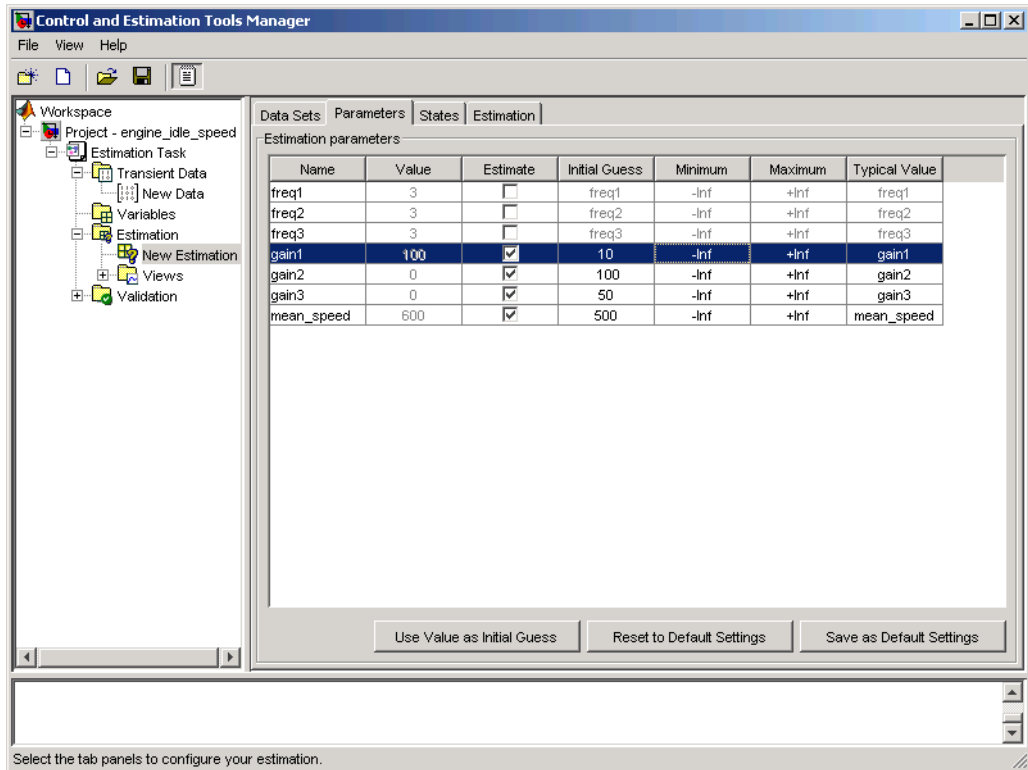 Control and Estimation Tools Manager
File View Help
Workspace
Project - engine_idle_speed
Estimation Task
Transient Data
New Data
Variables
Estimation
New Estimation
Views
Validation
Data Sets Parameters States Estimation
Estimation parameters
Name Value Estimate Initial Guess Minimum Maximum Typical Value
freq1 3 freq1 -Inf +Inf freq1
freq2 3 freq2 -Inf +Inf freq2
freq3 3 freq3 -Inf +Inf freq3
gain1 100 10 -Inf +Inf gain1
gain2 0 100 -Inf +Inf gain2
gain3 0 50 -Inf +Inf gain3
mean_speed 600 500 -Inf +Inf mean_speed
Use Value as Initial Guess Reset to Default Settings Save as Default Settings
Select the tab panels to configure your estimation.